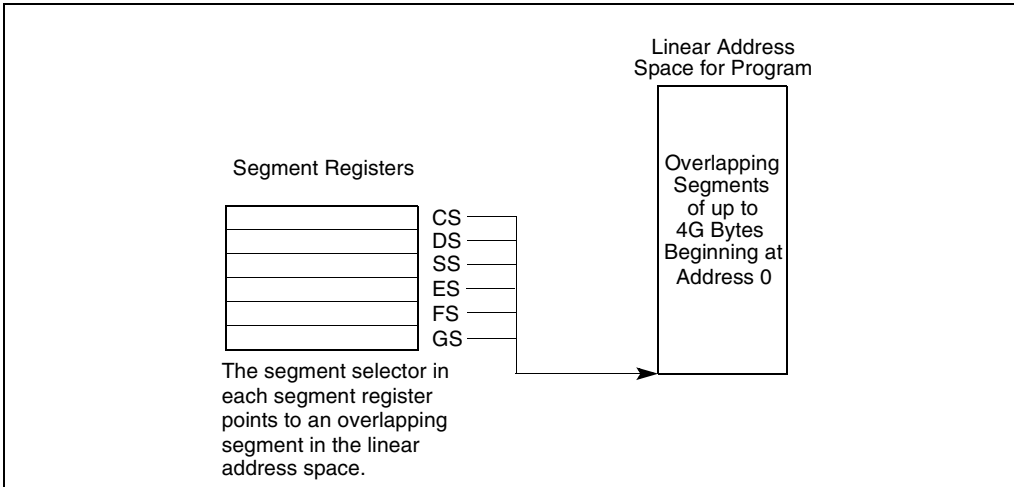 Linear Address
Space for Program
Overlapping
Segments
of up to
4G Bytes
Beginning at
Address 0
Segment Registers
CS
DS
SS
ES
FS
GS
The segment selector in
each segment register
points to an overlapping
segment in the linear
address space.